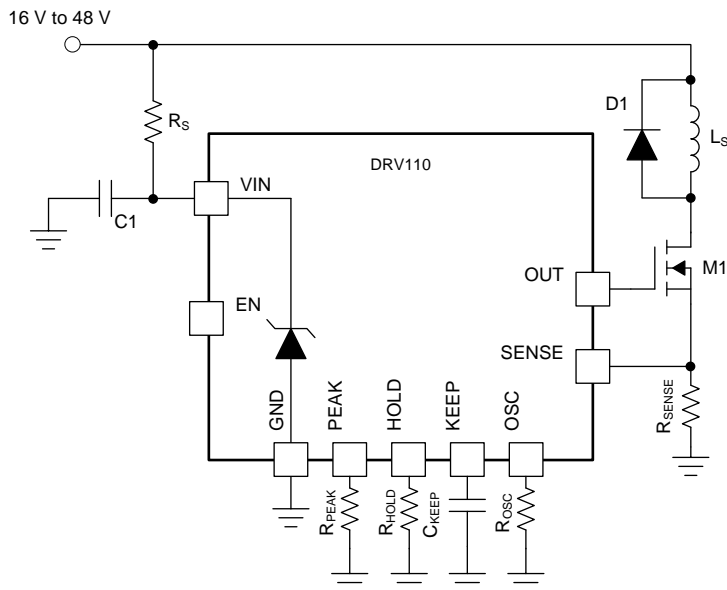 16 V to 48 V
D1
RS
LS
DRV110
VIN
C1
M1
OUT
EN
SENSE
GND
PEAK
HOLD
KEEP
OSC
RSENSE
RPEAK
RHOLD
CKEEP
ROSC